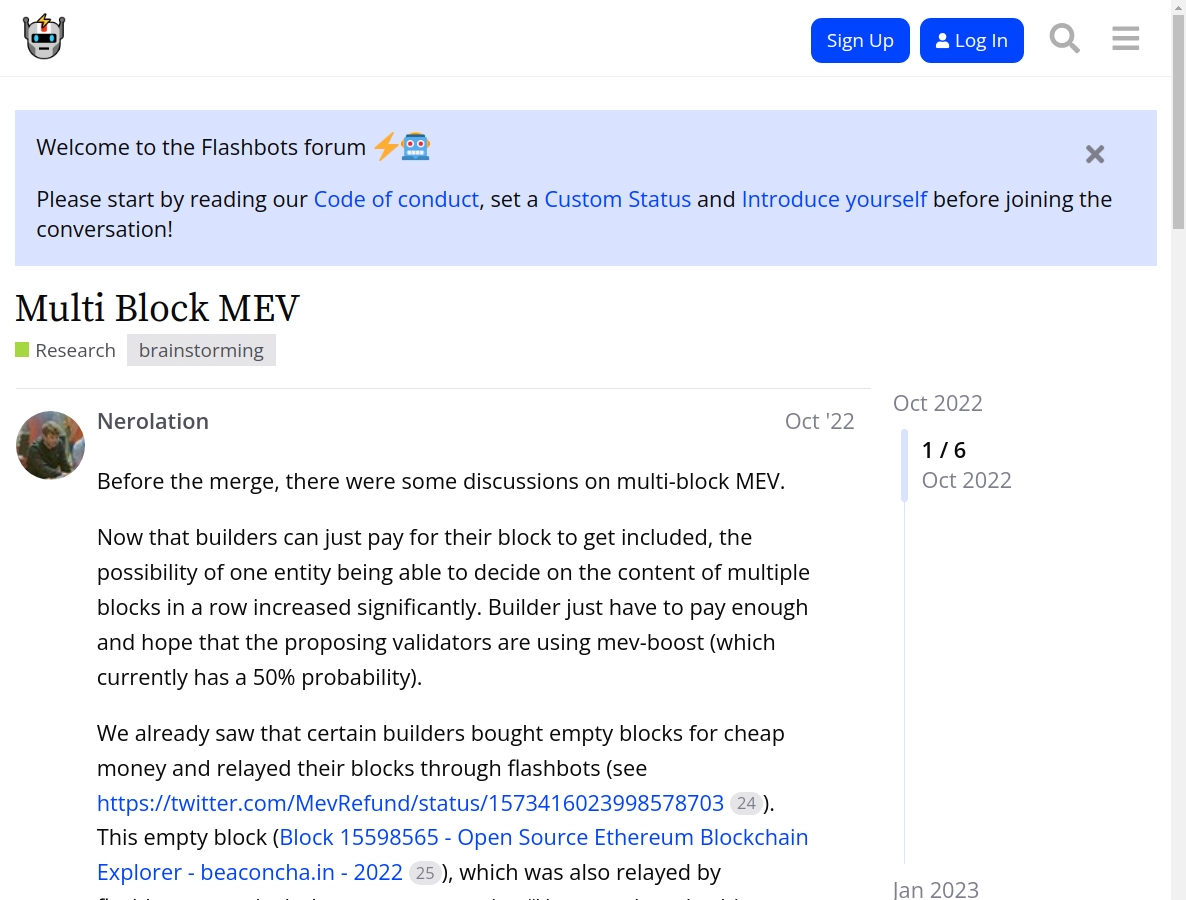 Sign Up
Log In
Welcome to the Flashbots forum
Please start by reading our Code of conduct, set a Custom Status and Introduce yourself before joining the
conversation!
Multi Block MEV
Research
brainstorming
Nerolation
Oct '22
Oct 2022
1 / 6
Oct 2022
Before the merge, there were some discussions on multi-block MEV.
Now that builders can just pay for their block to get included, the
possibility of one entity being able to decide on the content of multiple
blocks in a row increased significantly. Builder just have to pay enough
and hope that the proposing validators are using mev-boost (which
currently has a 50% probability).
We already saw that certain builders bought empty blocks for cheap
money and relayed their blocks through flashbots (see
https://twitter.com/MevRefund/status/1573416023998578703 24).
This empty block (Block 15598565 - Open Source Ethereum Blockchain
Explorer - beaconcha.in - 2022 25), which was also relayed by
Jan 2023